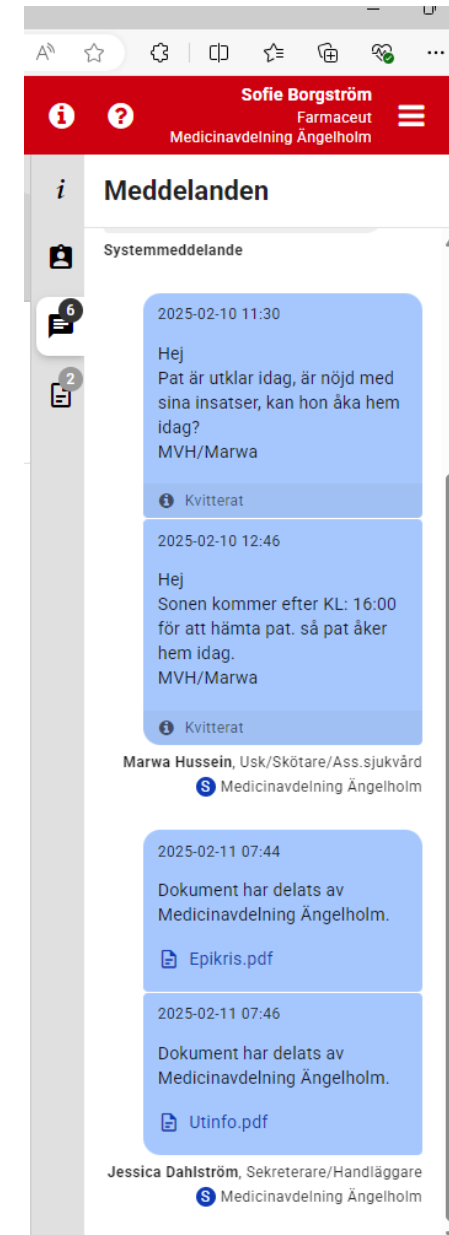 Sofie Borgström
Farmaceut
Medicinavdelning Ängelholm
Meddelanden
Systemmeddelande
6
2
2025-02-10 11:30
Hej
Pat är utklar idag, är nöjd med
sina insatser, kan hon åka hem
idag?
MVH/Marwa
Kvitterat
2025-02-10 12:46
Hej
Sonen kommer efter KL: 16:00
för att hämta pat. så pat åker
hem idag.
MVH/Marwa
Kvitterat
Marwa Hussein, Usk/Skötare/Ass.sjukvård
S Medicinavdelning Ängelholm
2025-02-11 07:44
Dokument har delats av
Medicinavdelning Ängelholm.
Epikris.pdf
2025-02-11 07:46
Dokument har delats av
Medicinavdelning Ängelholm.
Utinfo.pdf
Jessica Dahlström, Sekreterare/Handläggare
S Medicinavdelning Ängelholm